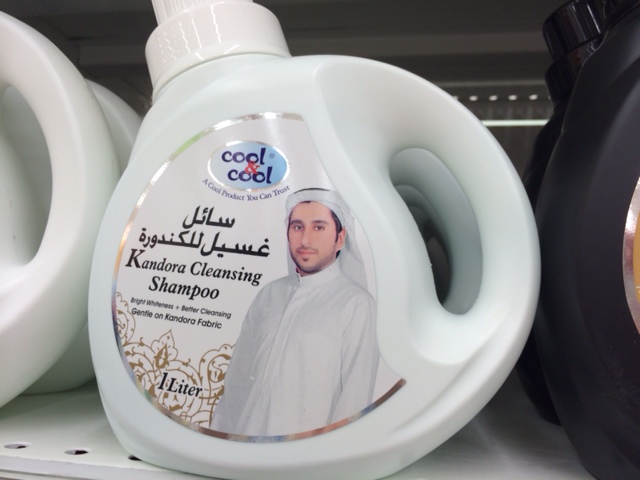 cool®
&
cool
A Cool Product You Can Trust
سائل
غسيل للكندورة
Kandora Cleansing
Shampoo
Bright Whiteness + Better Cleansing
Gentle on Kandora Fabric
1 Liter